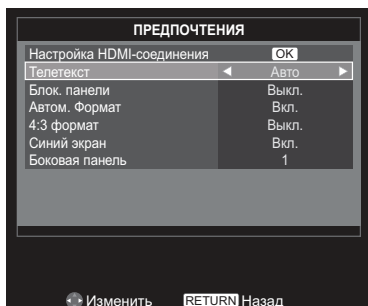 ПРЕДПОЧТЕНИЯ
Настройка HDMI-соединения OK
Телетекст Авто
Блок. панели Выкл.
Автом. Формат Вкл.
4:3 формат Выкл.
Синий экран Вкл.
Боковая панель 1
Изменить RETURN Назад